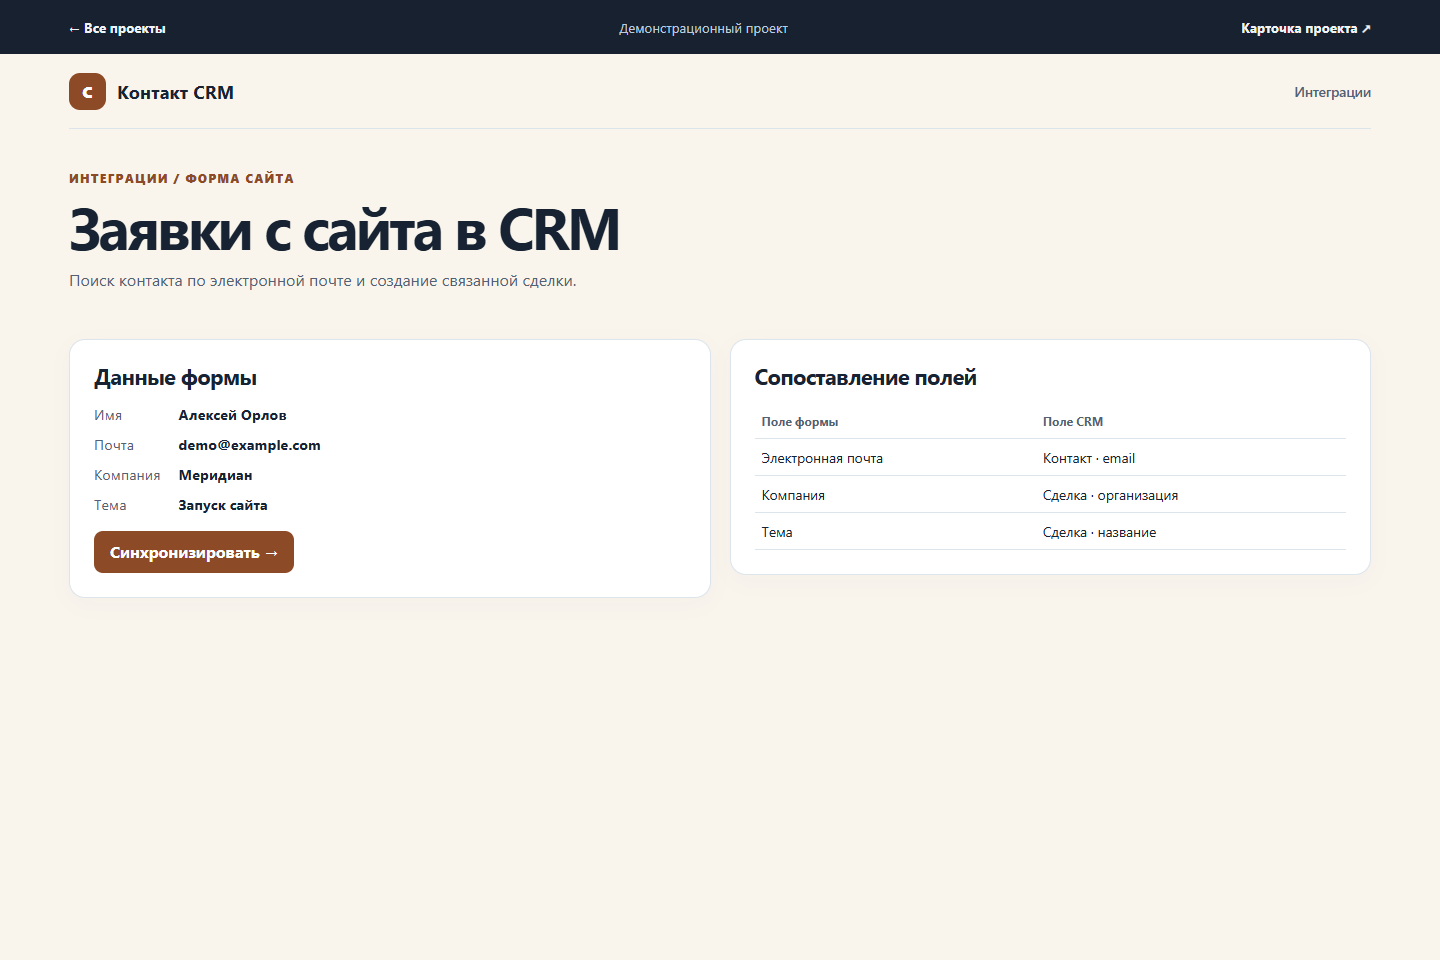 ← Все проекты
Демонстрационный проект
Карточка проекта ↗
C Контакт CRM
Интеграции
ИНТЕГРАЦИИ / ФОРМА САЙТА
Заявки с сайта в CRM
Поиск контакта по электронной почте и создание связанной сделки.
Данные формы
Имя Алексей Орлов
Почта demo@example.com
Компания Меридиан
Тема Запуск сайта
Синхронизировать →
Сопоставление полей
Поле формы Поле CRM
Электронная почта Контакт · email
Компания Сделка · организация
Тема Сделка · название